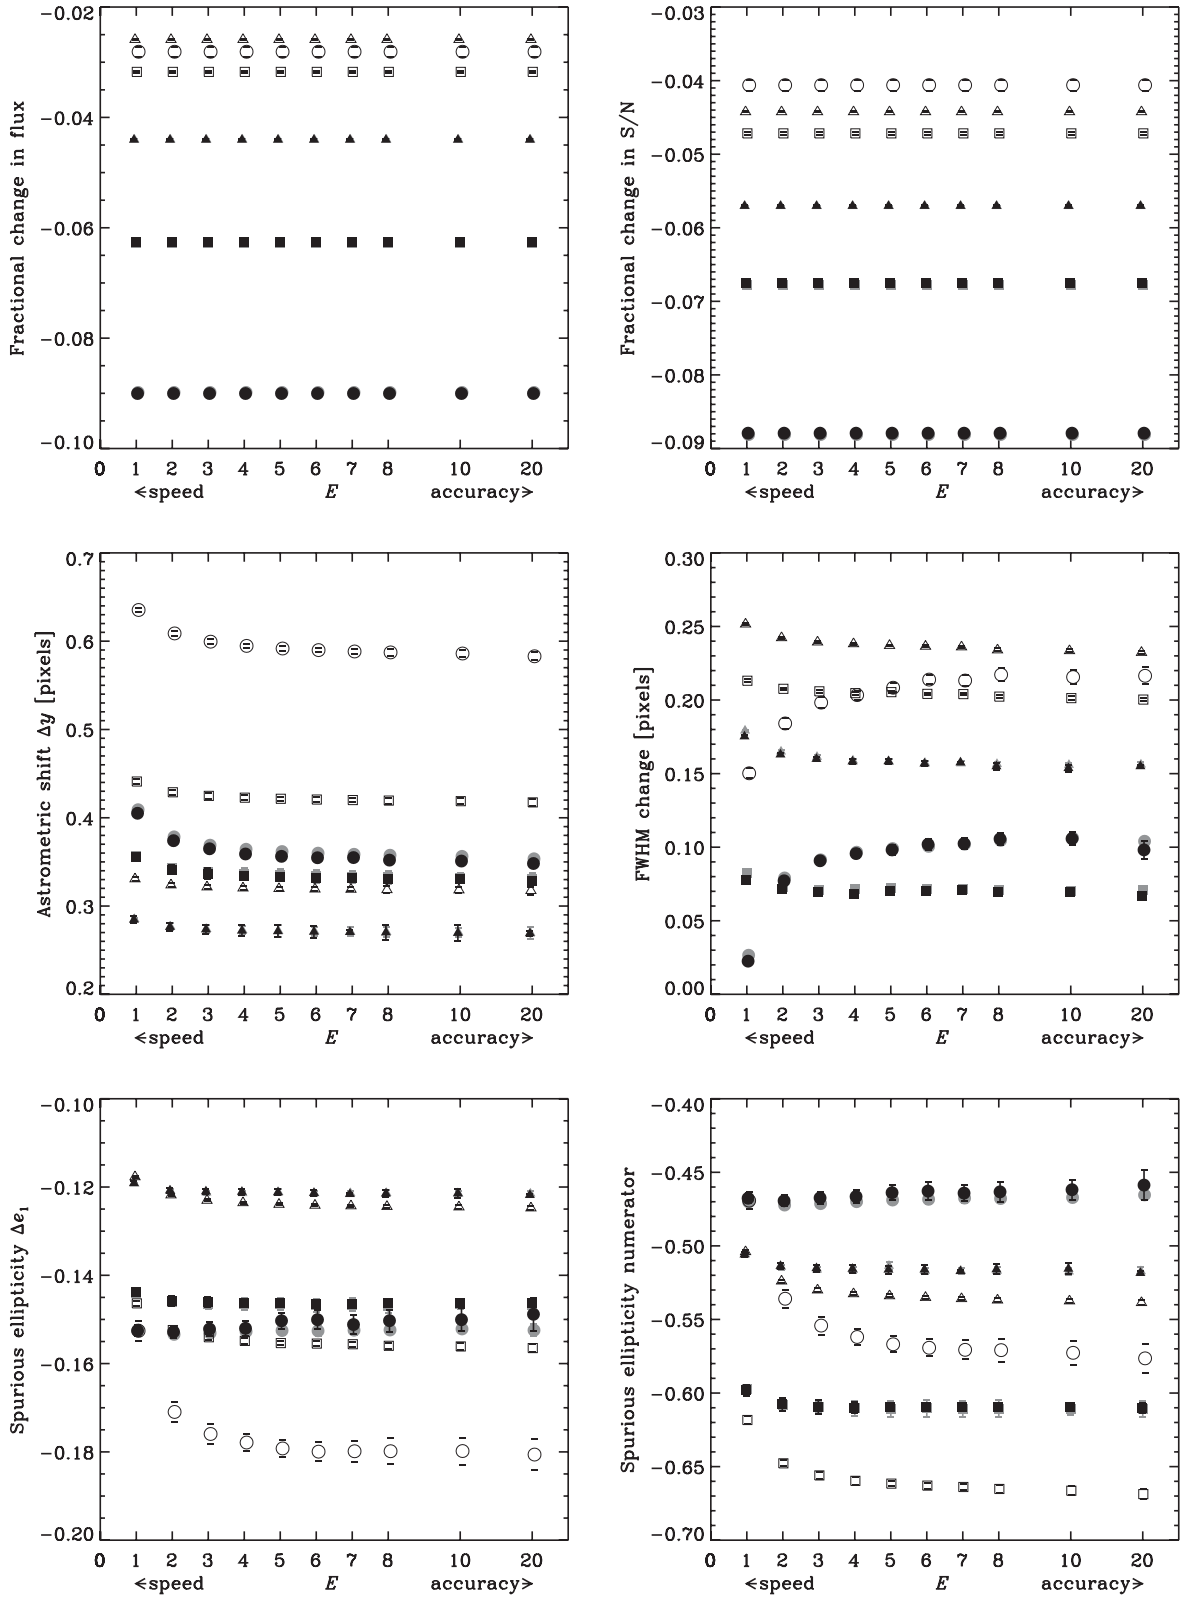 Fractional change in flux
−0.02
−0.04
−0.06
−0.08
−0.10
0 1 2 3 4 5 6 7 8 10 20
<speed E accuracy>
Fractional change in S/N
−0.03
−0.04
−0.05
−0.06
−0.07
−0.08
−0.09
0 1 2 3 4 5 6 7 8 10 20
<speed E accuracy>
Astrometric shift Δy [pixels]
0.7
0.6
0.5
0.4
0.3
0.2
0 1 2 3 4 5 6 7 8 10 20
<speed E accuracy>
FWHM change [pixels]
0.30
0.25
0.20
0.15
0.10
0.05
0.00
0 1 2 3 4 5 6 7 8 10 20
<speed E accuracy>
Spurious ellipticity Δe₁
−0.10
−0.12
−0.14
−0.16
−0.18
−0.20
0 1 2 3 4 5 6 7 8 10 20
<speed E accuracy>
Spurious ellipticity numerator
−0.40
−0.45
−0.50
−0.55
−0.60
−0.65
−0.70
0 1 2 3 4 5 6 7 8 10 20
<speed E accuracy>